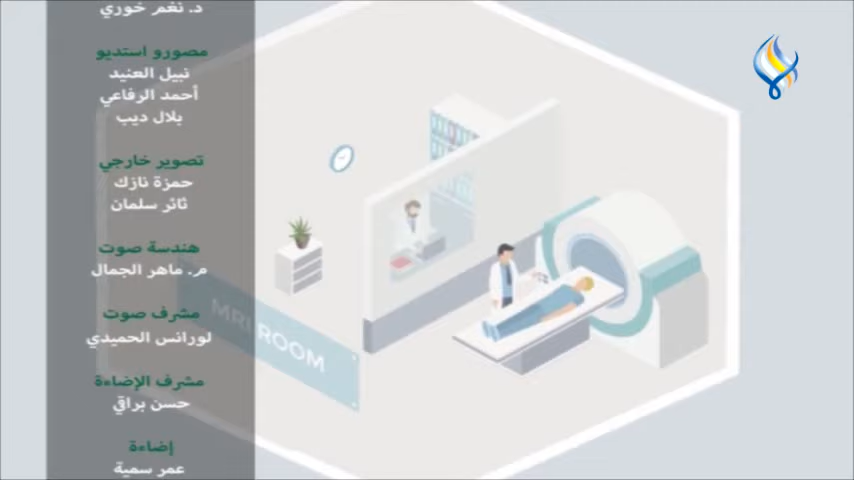 د. نغم خوري
مصورو استديو
نبيل العنيد
أحمد الرفاعي
بلال ديب
تصوير خارجي
حمزة نازك
ثائر سلمان
هندسة صوت
م. ماهر الجمال
مشرف صوت
لورانس الحميدي
مشرف الإضاءة
حسن براقي
إضاءة
عمر سمية
MRI ROOM